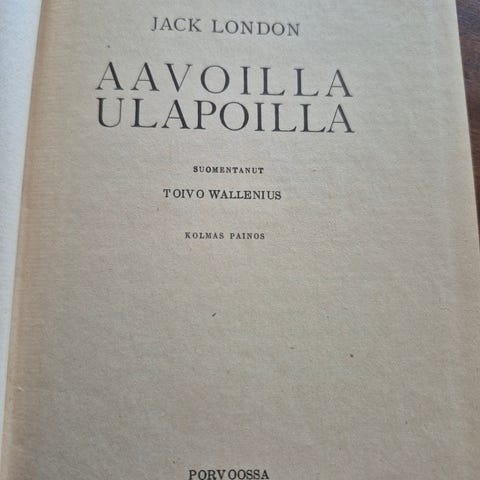 JACK LONDON
AAVOILLA
ULAPOILLA
SUOMENTANUT
TOIVO WALLENIUS
KOLMAS PAINOS
PORVOOSSA